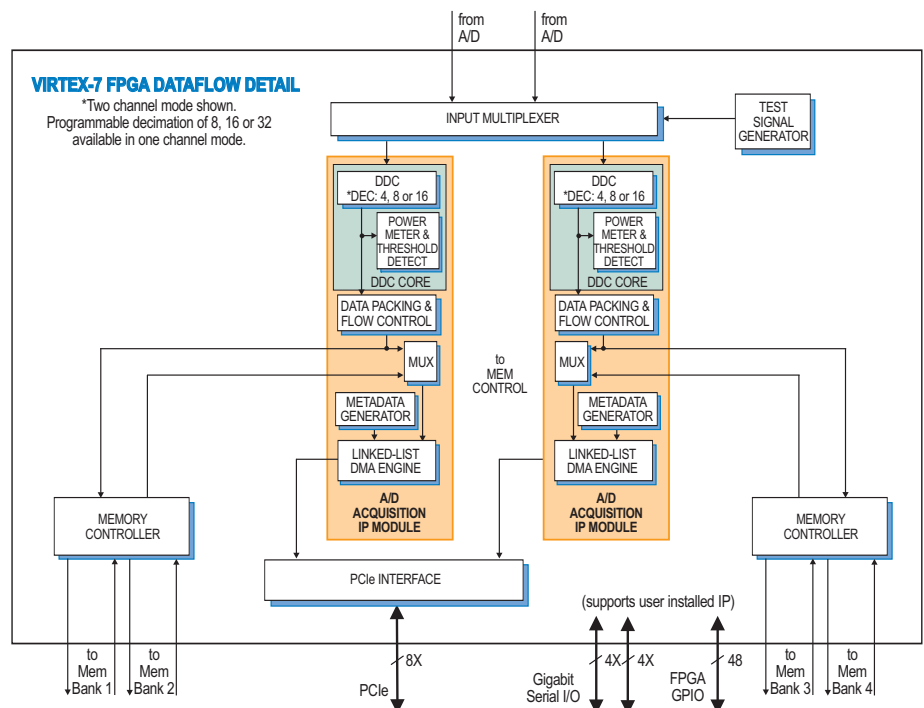 from
A/D
from
A/D
VIRTEX-7 FPGA DATAFLOW DETAIL
*Two channel mode shown.
Programmable decimation of 8, 16 or 32
available in one channel mode.
INPUT MULTIPLEXER
TEST
SIGNAL
GENERATOR
DDC
*DEC: 4, 8 or 16
POWER
METER &
THRESHOLD
DETECT
DDC CORE
DATA PACKING &
FLOW CONTROL
MUX
METADATA
GENERATOR
LINKED-LIST
DMA ENGINE
A/D
ACQUISITION
IP MODULE
to
MEM
CONTROL
DDC
*DEC: 4, 8 or 16
POWER
METER &
THRESHOLD
DETECT
DDC CORE
DATA PACKING &
FLOW CONTROL
MUX
METADATA
GENERATOR
LINKED-LIST
DMA ENGINE
A/D
ACQUISITION
IP MODULE
MEMORY
CONTROLLER
MEMORY
CONTROLLER
PCIe INTERFACE
(supports user installed IP)
to
Mem
Bank 1
to
Mem
Bank 2
8X
PCIe
4X
4X
Gigabit
Serial I/O
48
FPGA
GPIO
to
Mem
Bank 3
to
Mem
Bank 4